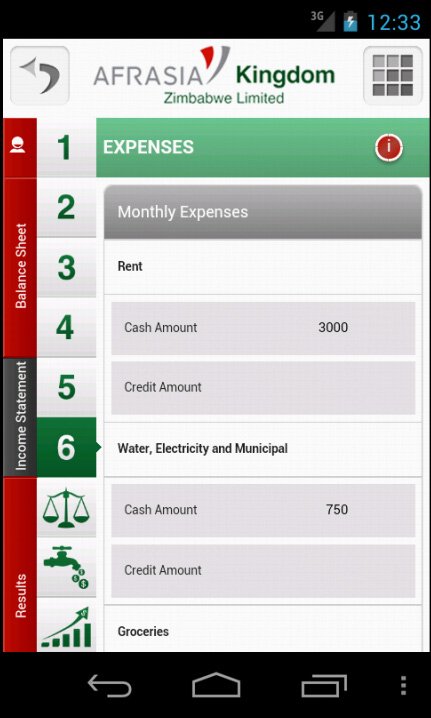 3G 12:33
AFRASIA Kingdom
Zimbabwe Limited
1 EXPENSES i
2 Monthly Expenses
3 Rent
4 Cash Amount 3000
5 Credit Amount
6 Water, Electricity and Municipal
Cash Amount 750
Credit Amount
Groceries
Balance Sheet
Income Statement
Results